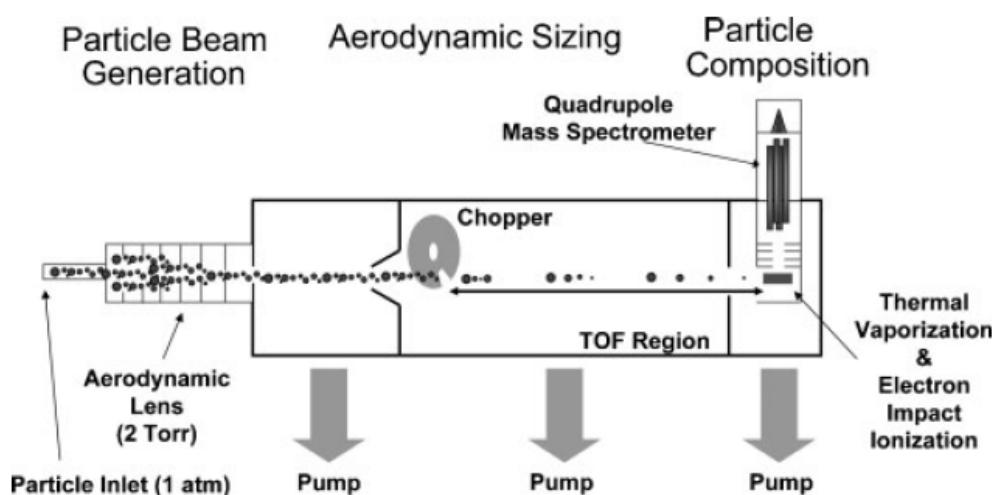 Particle Beam
Generation
Aerodynamic Sizing
Particle
Composition
Quadrupole
Mass Spectrometer
Chopper
TOF Region
Aerodynamic
Lens
(2 Torr)
Thermal
Vaporization
&
Electron
Impact
Ionization
Particle Inlet (1 atm)
Pump
Pump
Pump